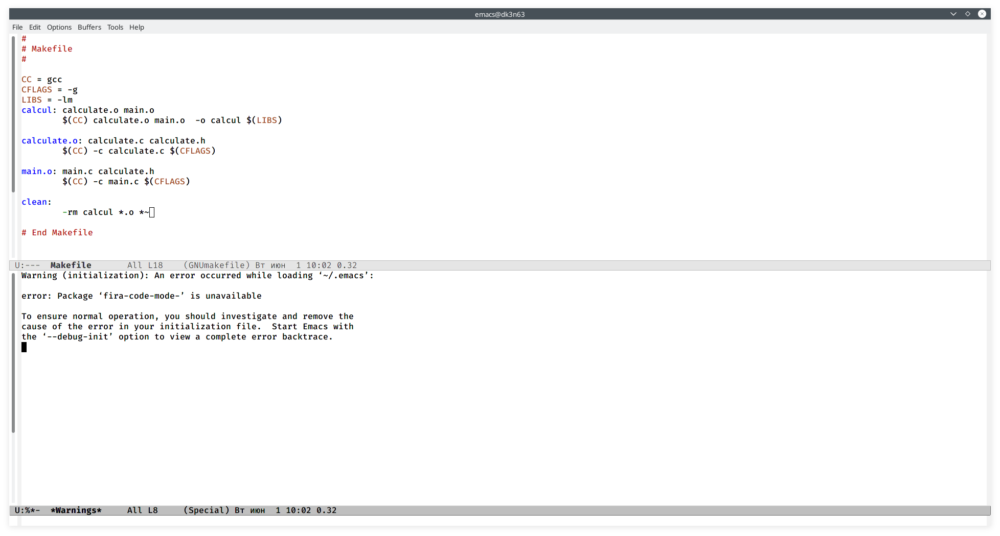 emacs@dk3n63
File Edit Options Buffers Tools Help
#
# Makefile
#
CC = gcc
CFLAGS = -g
LIBS = -lm
calcul: calculate.o main.o
$(CC) calculate.o main.o  -o calcul $(LIBS)
calculate.o: calculate.c calculate.h
$(CC) -c calculate.c $(CFLAGS)
main.o: main.c calculate.h
$(CC) -c main.c $(CFLAGS)
clean:
-rm calcul *.o *~
# End Makefile
U:---  Makefile       All L18    (GNUmakefile) Вт июн  1 10:02 0.32
Warning (initialization): An error occurred while loading ‘~/.emacs’:
error: Package ‘fira-code-mode-’ is unavailable
To ensure normal operation, you should investigate and remove the
cause of the error in your initialization file.  Start Emacs with
the ‘--debug-init’ option to view a complete error backtrace.
U:%*-  *Warnings*     All L8     (Special) Вт июн  1 10:02 0.32